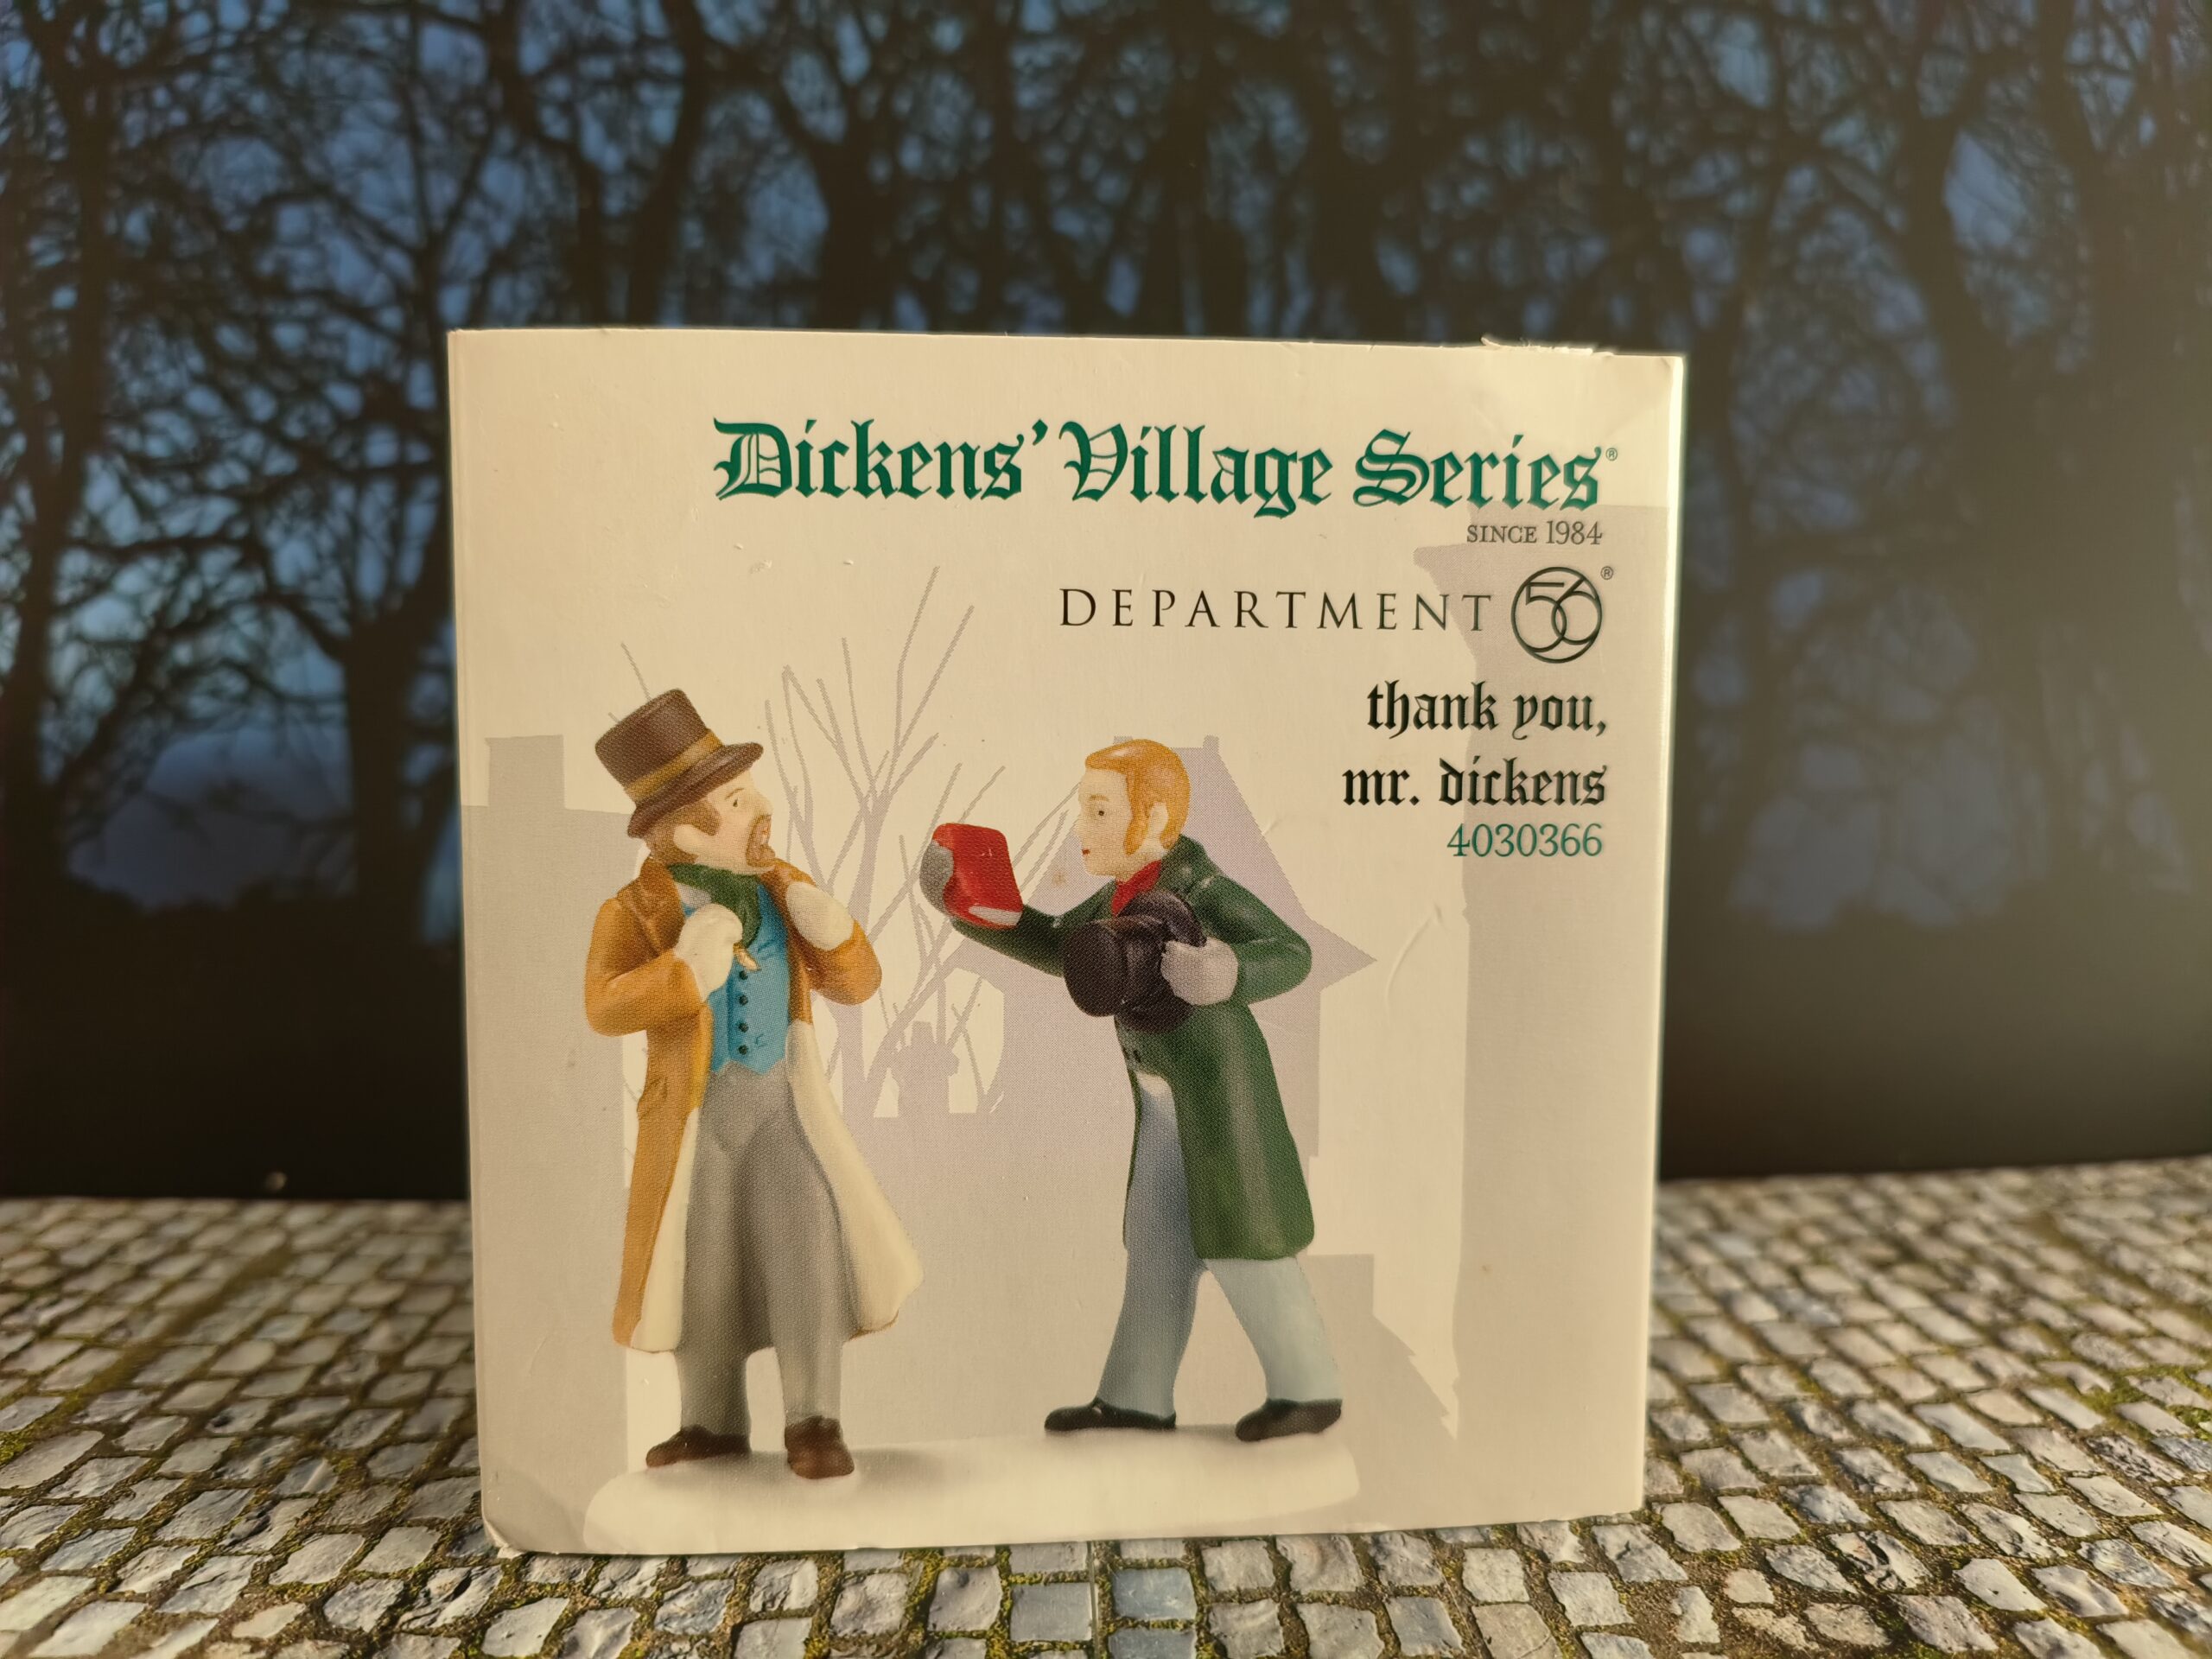 Dickens' Village Series®
SINCE 1984
DEPARTMENT 56®
thank you,
mr. dickens
4030366